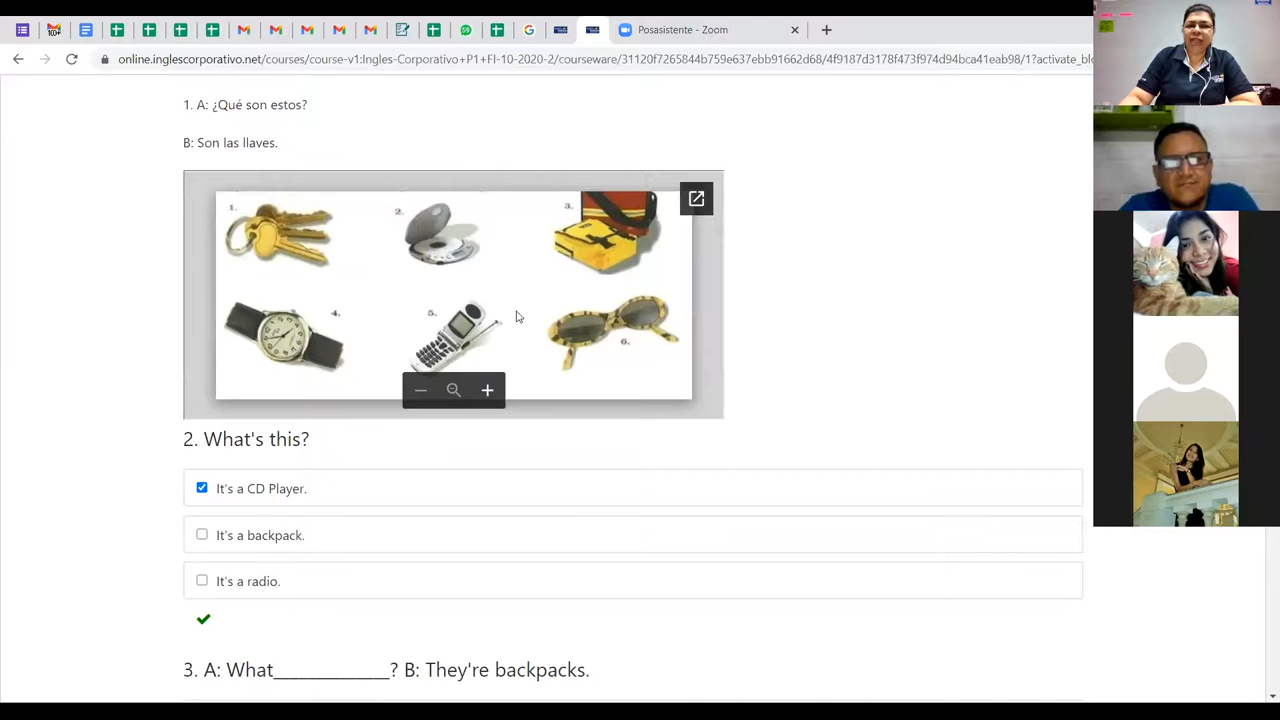 Posasistente - Zoom
online.inglescorporativo.net/courses/course-v1:Ingles-Corporativo+P1+FI-10-2020-2/courseware/31120f7265844b759e637ebb91662d68/4f9187d3178f473f974d94bca41eab98/1?activate_blo
1. A: ¿Qué son estos?
B: Son las llaves.
1.
2.
3.
4.
5.
6.
2. What's this?
It's a CD Player.
It's a backpack.
It's a radio.
3. A: What______________? B: They're backpacks.